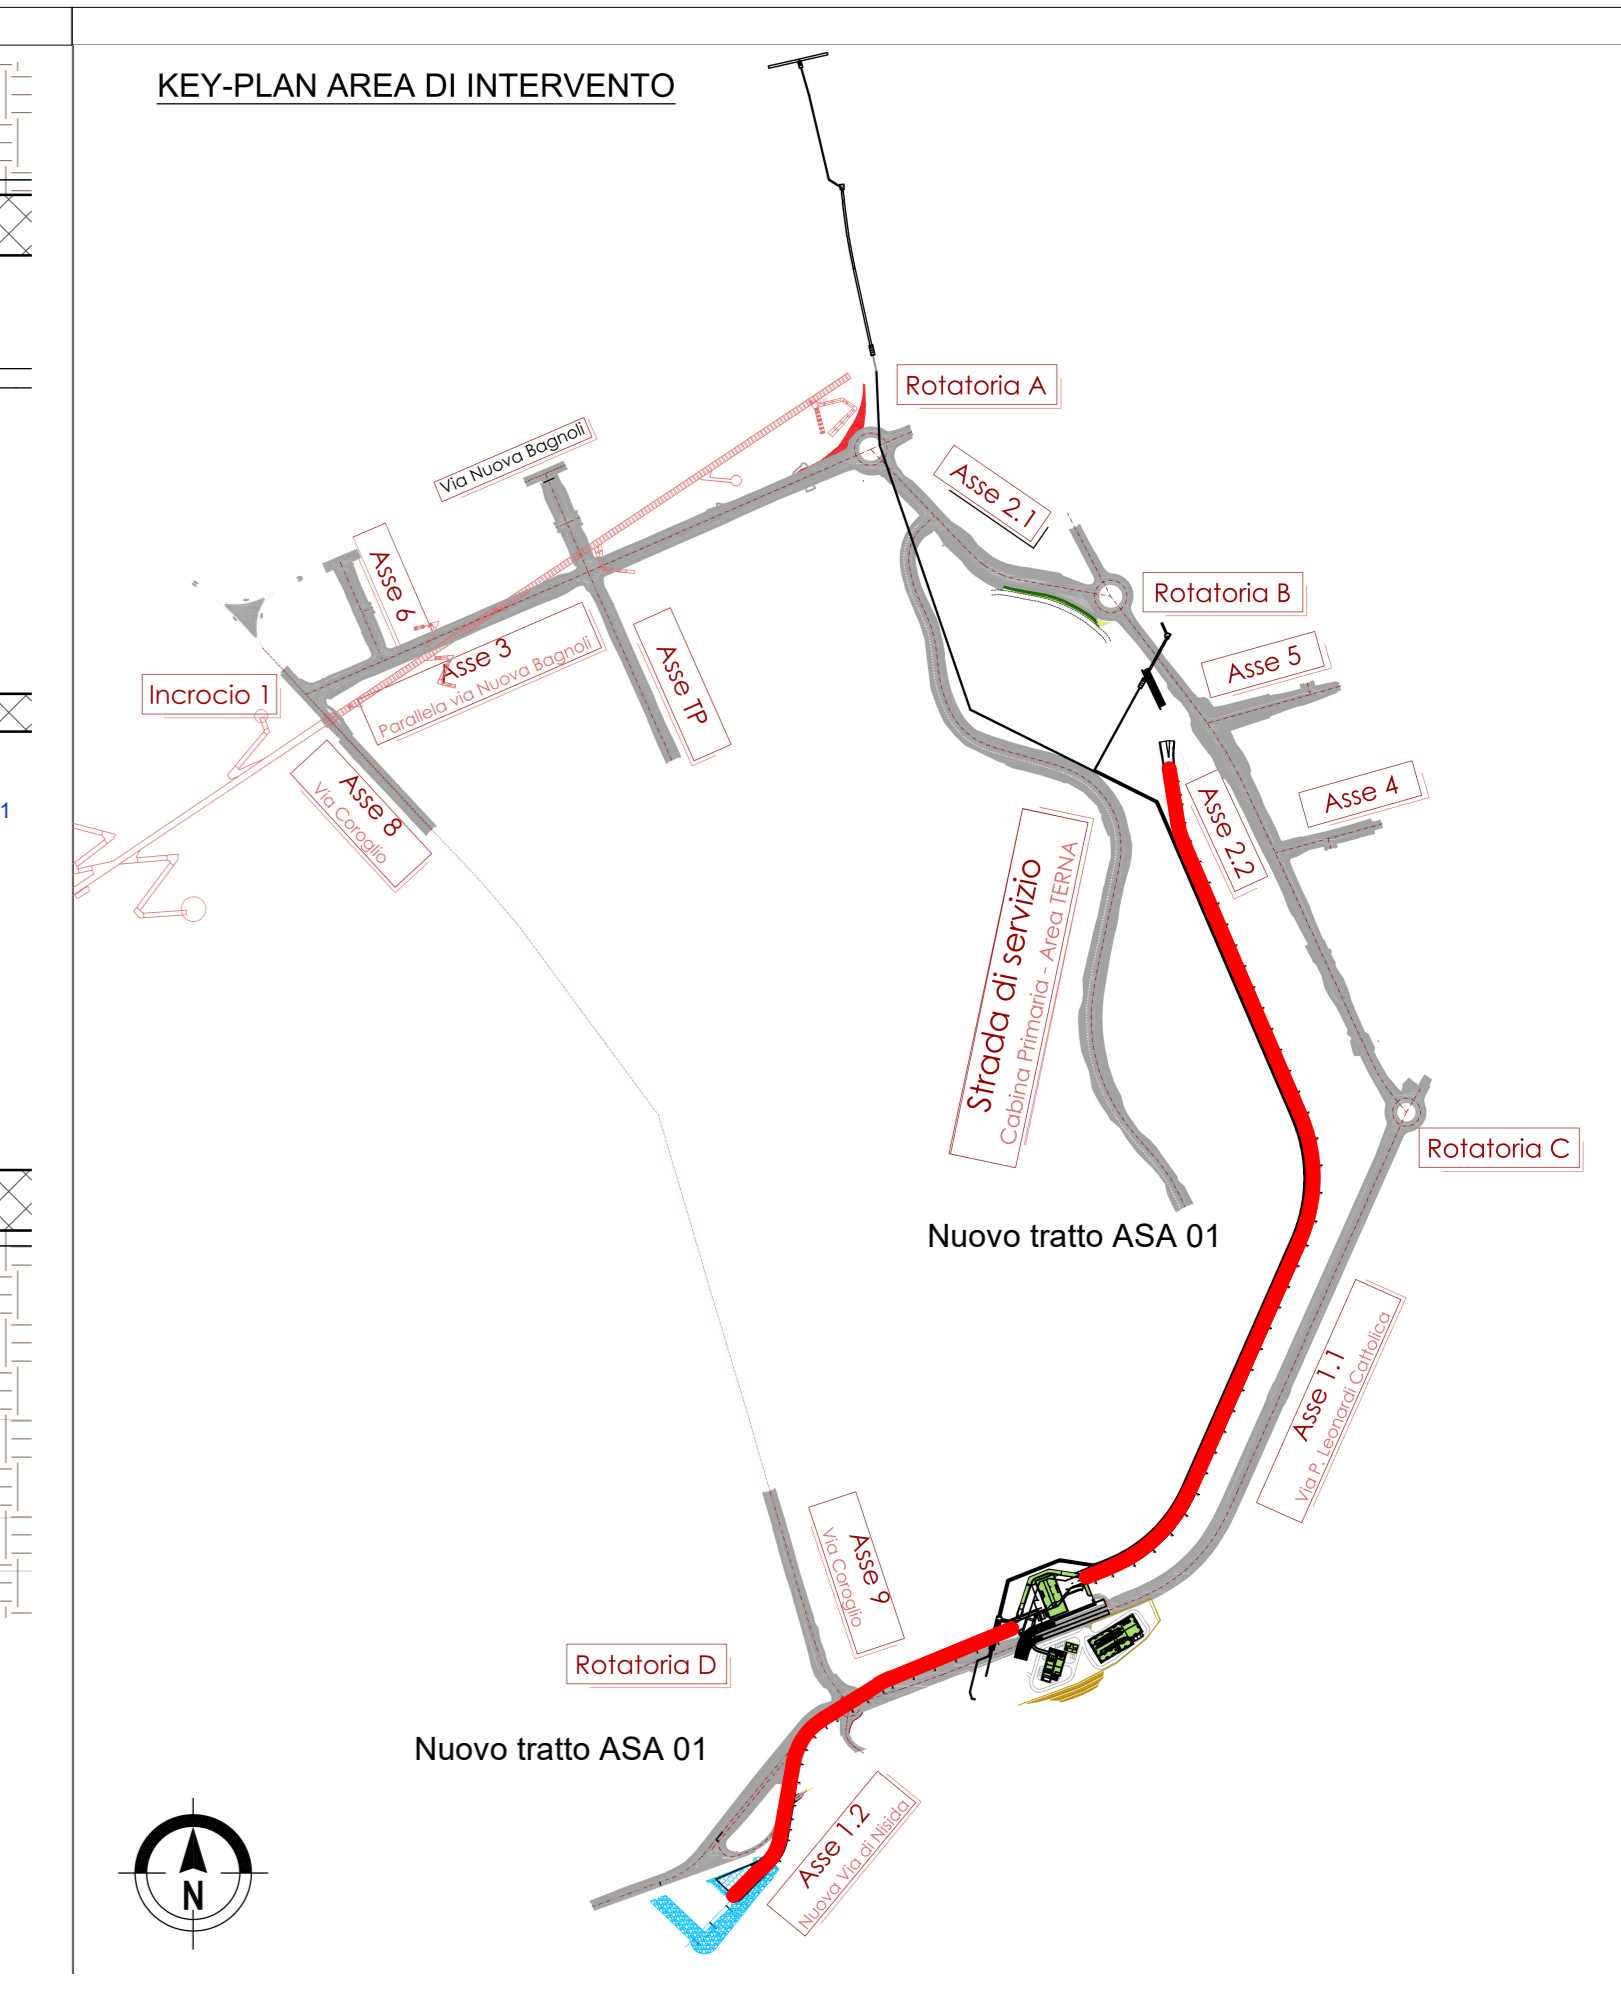 KEY-PLAN AREA DI INTERVENTO
Rotatoria A
Via Nuova Bagnoli
Asse 2.1
Asse 6
Rotatoria B
Asse 3
Parallela via Nuova Bagnoli
Asse TP
Asse 5
Incrocio 1
Asse 8
Via Coroglio
Asse 4
Asse 2.2
1
Strada di servizio
Cabina Primaria - Area TERNA
Rotatoria C
Nuovo tratto ASA 01
Asse 1.1
Via P. Leonardi Cattolica
Asse 9
Via Coroglio
Rotatoria D
Nuovo tratto ASA 01
Asse 1.2
Nuova Via di Nisida
N